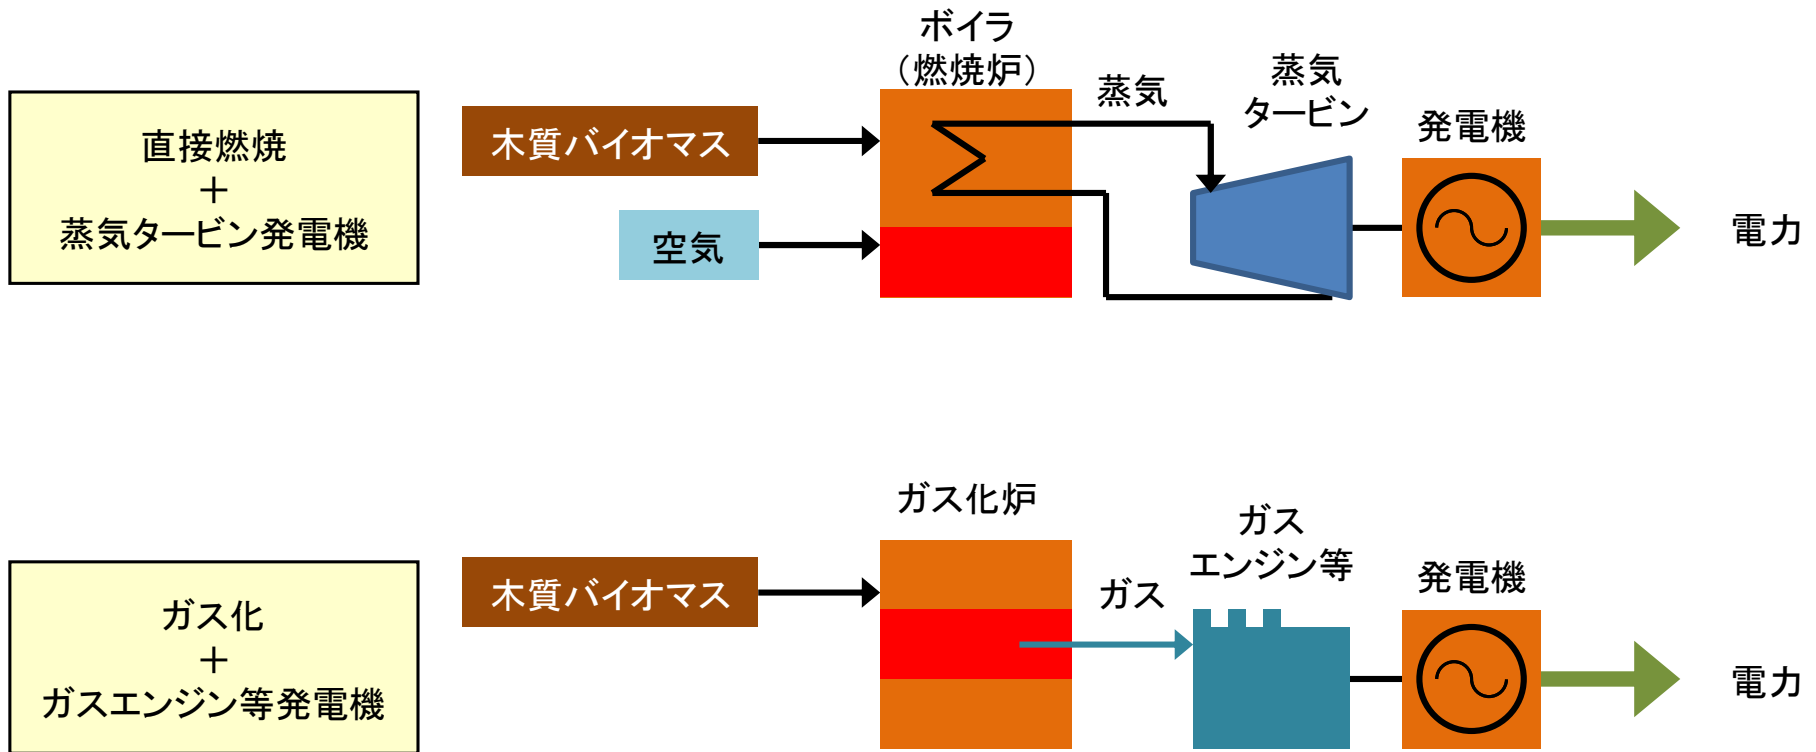 直接燃焼
＋
蒸気タービン発電機
木質バイオマス
空気
ボイラ
（燃焼炉）
蒸気
蒸気
タービン
発電機
電力
ガス化
＋
ガスエンジン等発電機
木質バイオマス
ガス化炉
ガス
ガス
エンジン等
発電機
電力